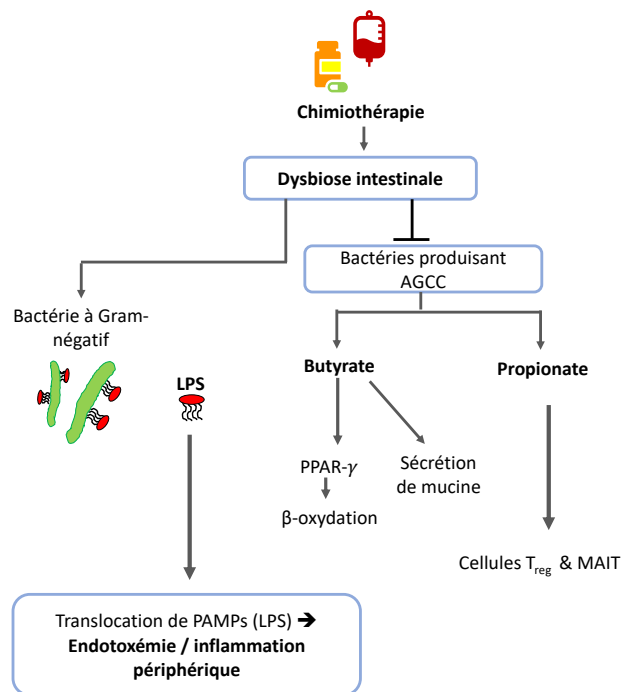 Chimiothérapie
Dysbiose intestinale
Bactéries produisant
AGCC
Bactérie à Gram-
négatif
LPS
Butyrate
Propionate
PPAR-γ
β-oxydation
Sécrétion
de mucine
Cellules Treg & MAIT
Translocation de PAMPs (LPS) ➔
Endotoxémie / inflammation
périphérique